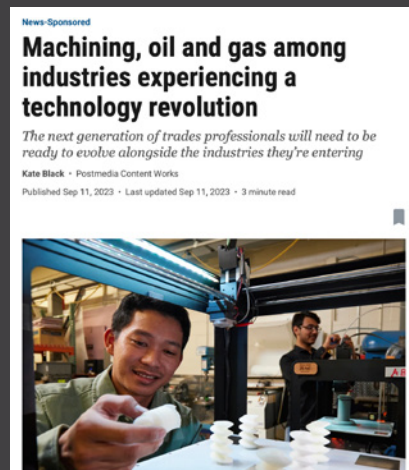 News-Sponsored
Machining, oil and gas among
industries experiencing a
technology revolution
The next generation of trades professionals will need to be
ready to evolve alongside the industries they're entering
Kate Black • Postmedia Content Works
Published Sep 11, 2023 • Last updated Sep 11, 2023 • 3 minute read